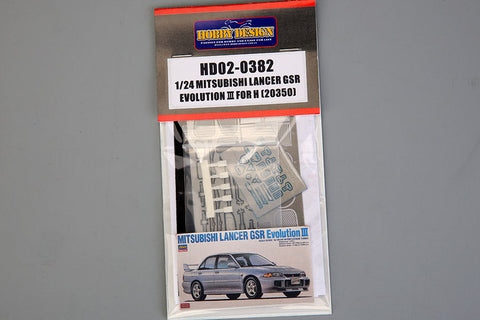 HOBBY DESIGN
HD02-0382
1/24 MITSUBISHI LANCER GSR
EVOLUTION III FOR H (20350)
MITSUBISHI LANCER GSR Evolution III